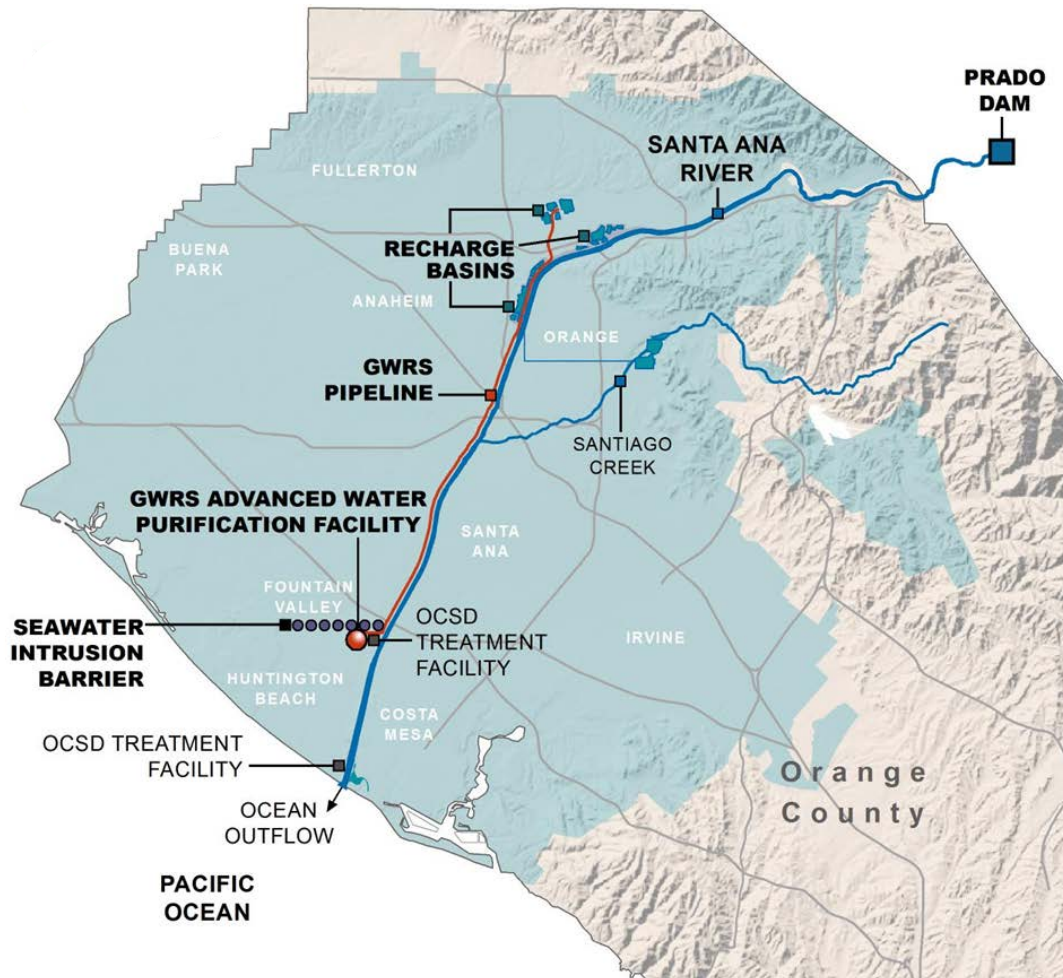 PRADO
DAM
SANTA ANA
RIVER
FULLERTON
RECHARGE
BASINS
BUENA
PARK
ANAHEIM
ORANGE
GWRS
PIPELINE
SANTIAGO
CREEK
GWRS ADVANCED WATER
PURIFICATION FACILITY
SANTA
ANA
FOUNTAIN
VALLEY
SEAWATER
INTRUSION
BARRIER
OCSD
TREATMENT
FACILITY
IRVINE
HUNTINGTON
BEACH
COSTA
MESA
OCSD TREATMENT
FACILITY
OCEAN
OUTFLOW
Orange
County
PACIFIC
OCEAN